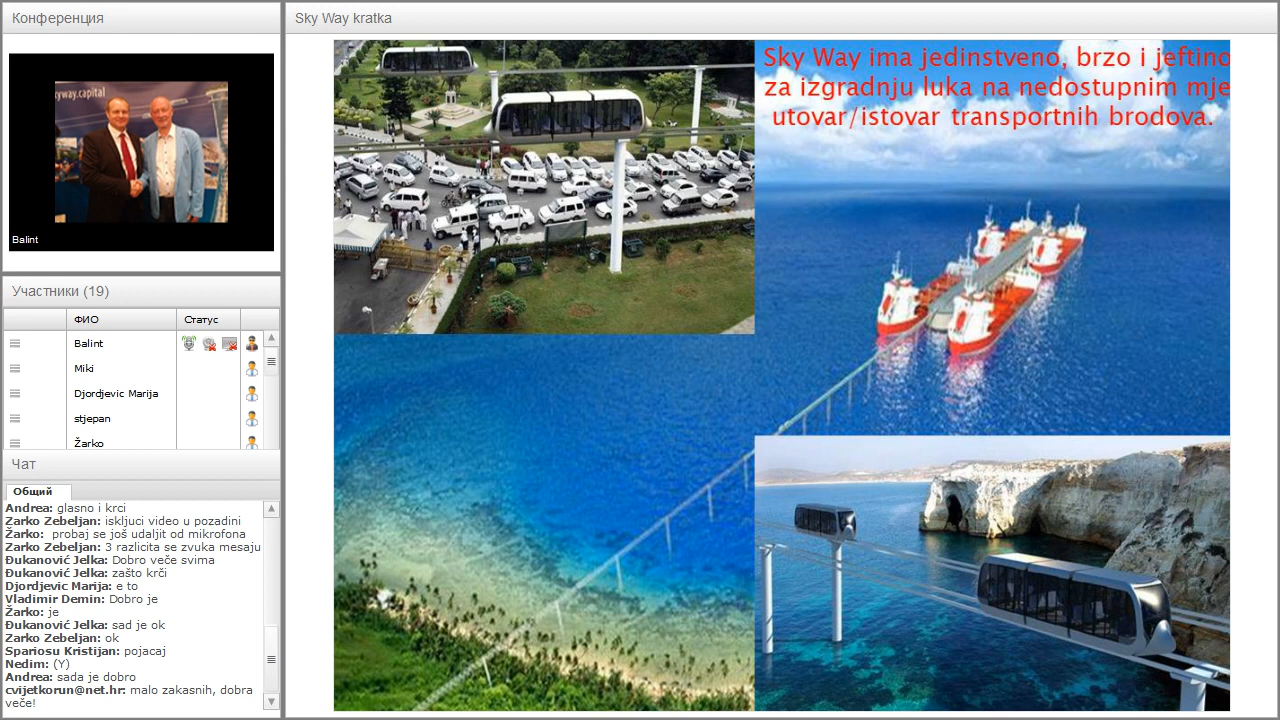 Конференция
Sky Way kratka
yway.capital
Balint
Участники (19)
ФИО
Статус
Balint
Miki
Djordjevic Marija
stjepan
Žarko
Чат
Общий
Andrea: glasno i krci
Zarko Zebeljan: iskljuci video u pozadini
Žarko: probaj se još udaljit od mikrofona
Zarko Zebeljan: 3 razlicita se zvuka mesaju
Đukanović Jelka: Dobro veče svima
Đukanović Jelka: zašto krči
Djordjevic Marija: e to
Vladimir Demin: Dobro je
Žarko: je
Đukanović Jelka: sad je ok
Zarko Zebeljan: ok
Spariosu Kristijan: pojacaj
Nedim: (Y)
Andrea: sada je dobro
cvijetkorun@net.hr: malo zakasnih, dobra
veče!
Sky Way ima jedinstveno, brzo i jeftino
za izgradnju luka na nedostupnim mje
utovar/istovar transportnih brodova.